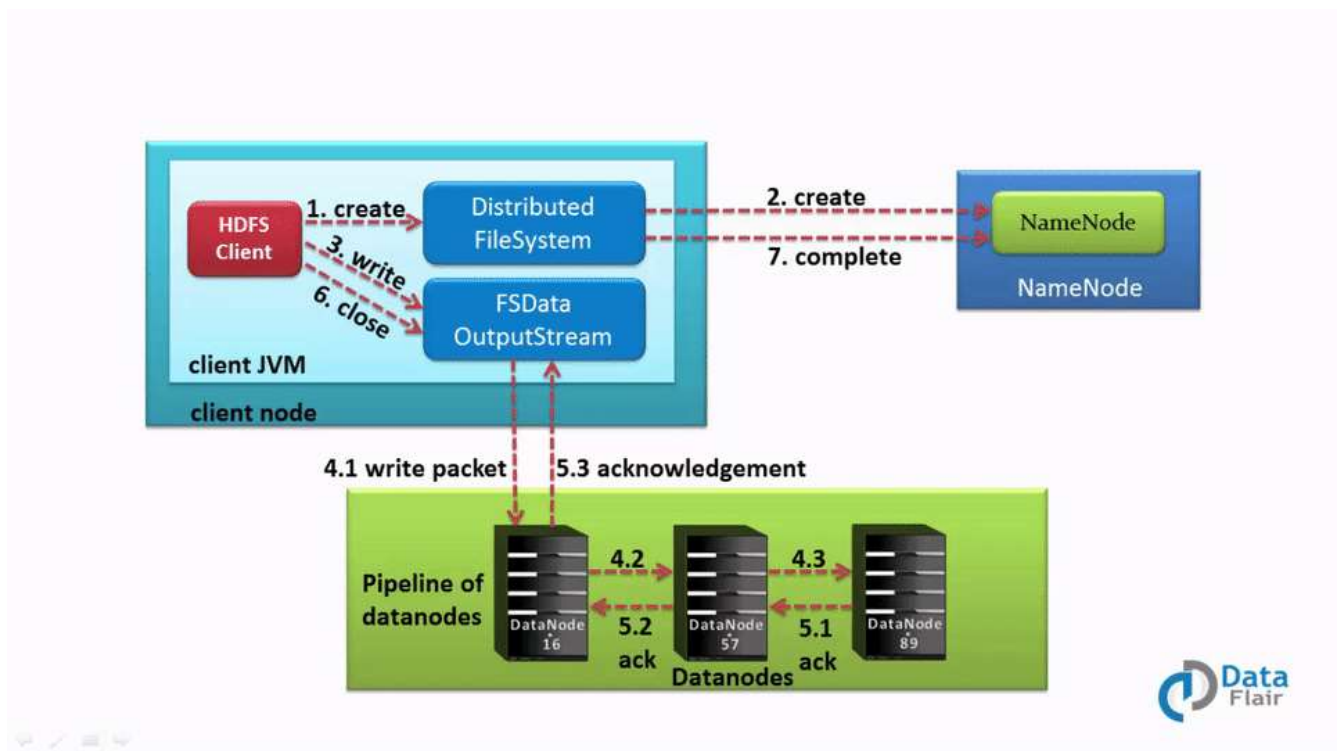 HDFS
Client
1. create
3. write
6. close
Distributed
FileSystem
FSData
OutputStream
client JVM
client node
2. create
7. complete
NameNode
NameNode
4.1 write packet
5.3 acknowledgement
Pipeline of
datanodes
4.2
4.3
5.2
ack
5.1
ack
DataNode
16
DataNode
57
DataNode
89
Datanodes
Data
Flair